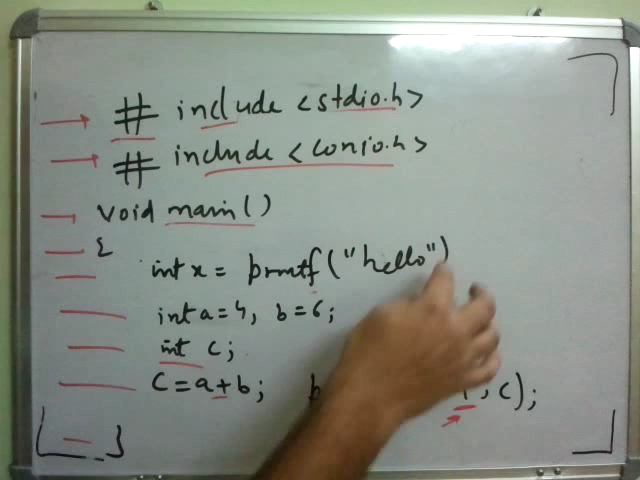 # include <stdio.h>
# include <conio.h>
void main()
{
int x = printf("hello")
int a=4, b=6;
int c;
C=a+b; , c);
}